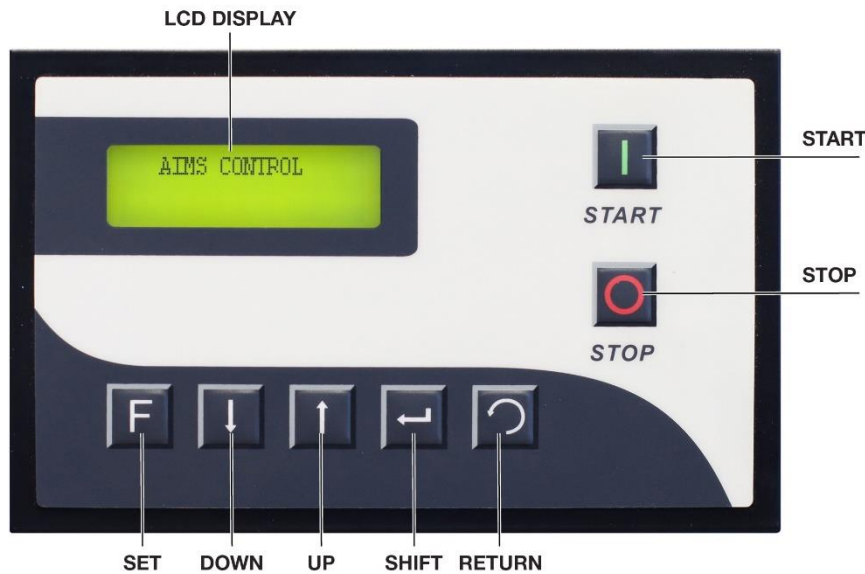 LCD DISPLAY
AIMS CONTROL
START
START
STOP
STOP
F
SET DOWN UP SHIFT RETURN